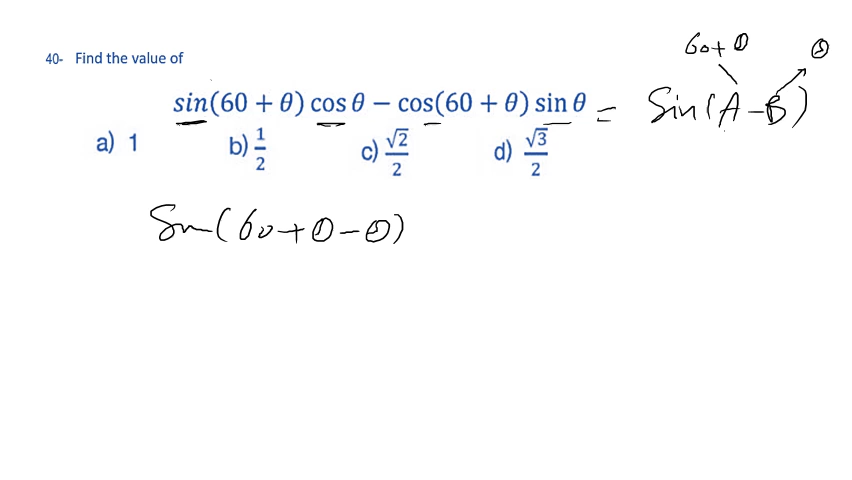 60+θ θ
40- Find the value of
sin(60 + θ) cos θ − cos(60 + θ) sin θ = Sin(A-B)
a) 1 b) 1/2 c) √2/2 d) √3/2
Sin(60+θ-θ)